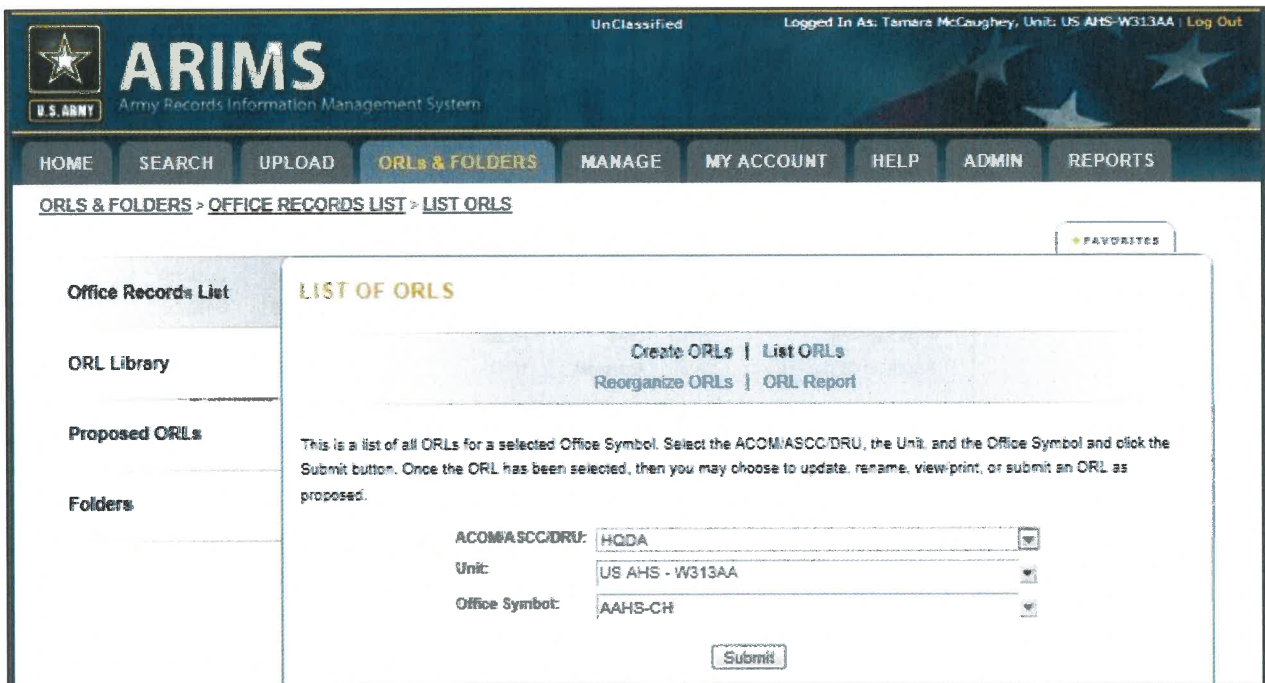 UnClassified
Logged In As: Tamara McCaughey, Unit: US AHS-W313AA | Log Out
ARIMS
Army Records Information Management System
U.S.ARMY
HOME SEARCH UPLOAD ORLs & FOLDERS MANAGE MY ACCOUNT HELP ADMIN REPORTS
ORLS & FOLDERS > OFFICE RECORDS LIST > LIST ORLS
+ FAVORITES
Office Records List
ORL Library
Proposed ORLs
Folders
LIST OF ORLS
Create ORLs | List ORLs
Reorganize ORLs | ORL Report
This is a list of all ORLs for a selected Office Symbol. Select the ACOM/ASCC/DRU, the Unit, and the Office Symbol and click the
Submit button. Once the ORL has been selected, then you may choose to update, rename, view/print, or submit an ORL as
proposed.
ACOM/ASCC/DRU: HQDA
Unit: US AHS - W313AA
Office Symbol: AAHS-CH
Submit